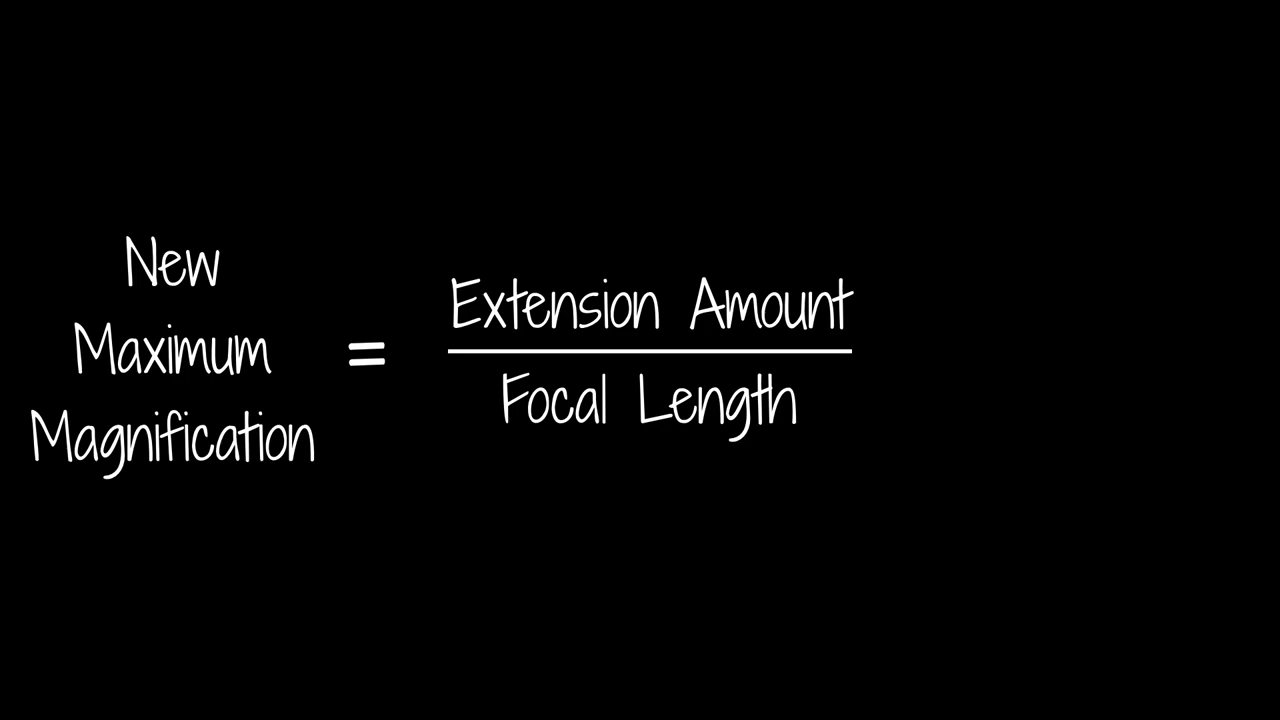 New
Maximum
Magnification
=
Extension Amount
Focal Length